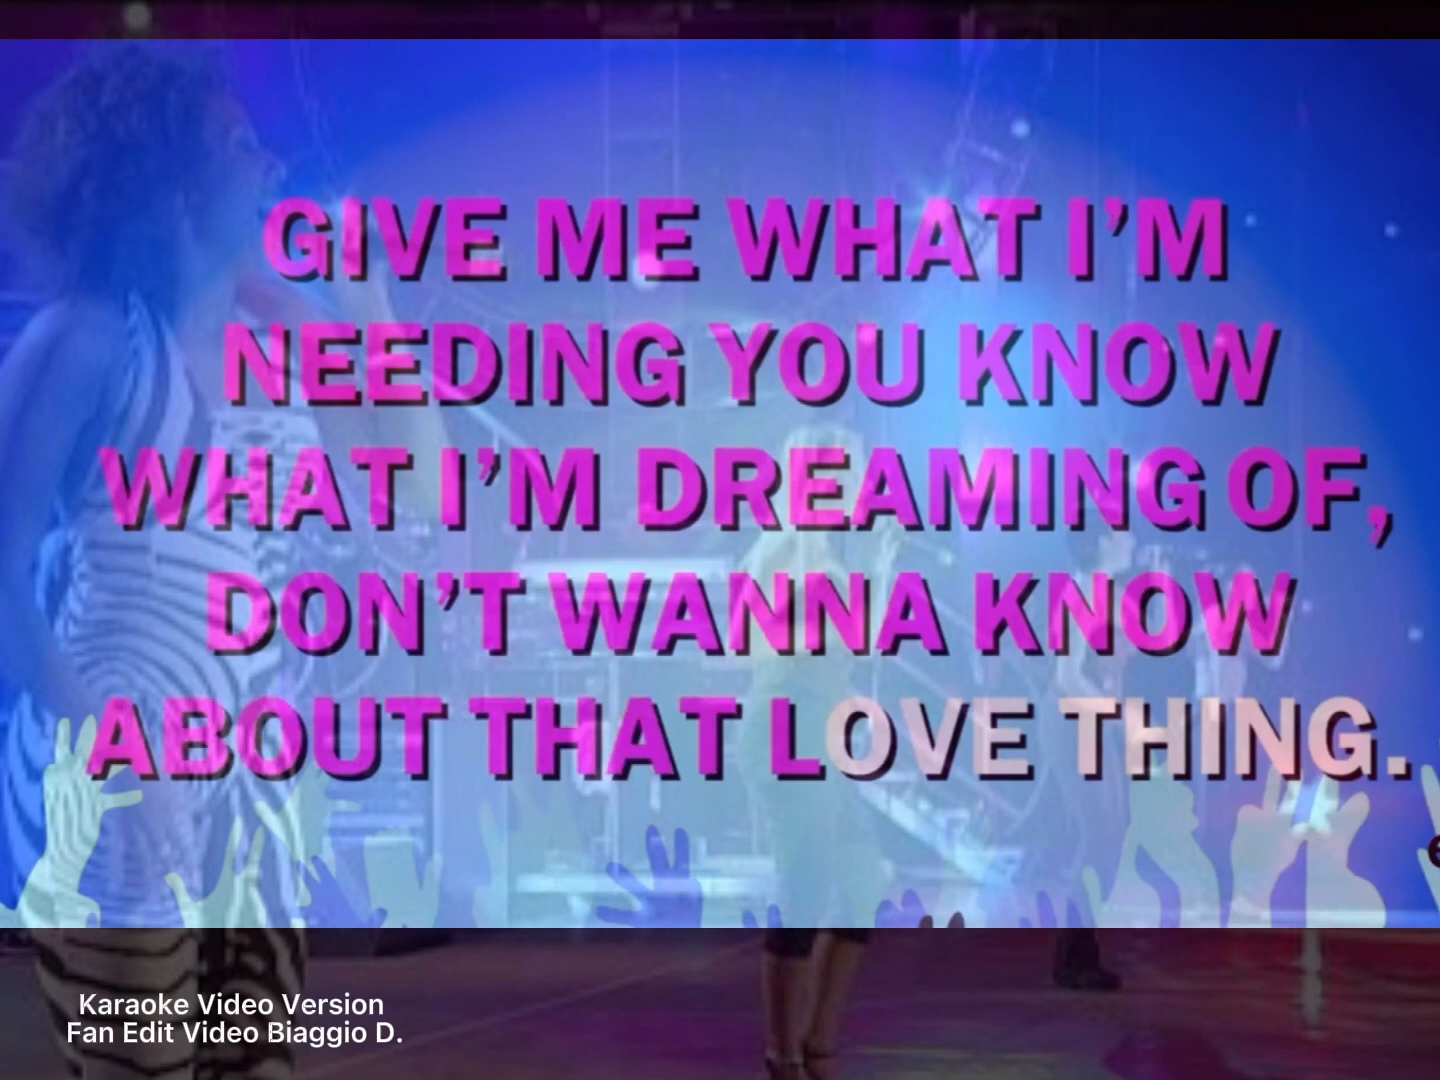 GIVE ME WHAT I'M
NEEDING YOU KNOW
WHAT I'M DREAMING OF,
DON'T WANNA KNOW
ABOUT THAT LOVE THING.
Karaoke Video Version
Fan Edit Video Biaggio D.